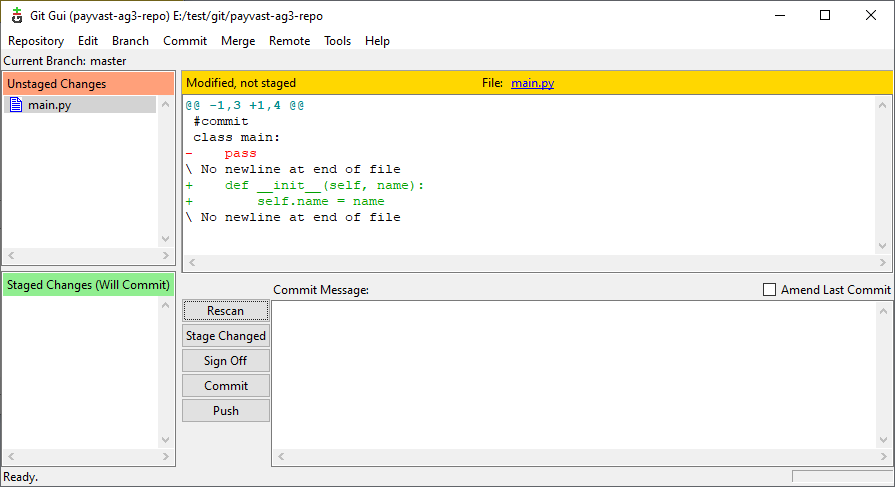 Git Gui (payvast-ag3-repo) E:/test/git/payvast-ag3-repo
Repository Edit Branch Commit Merge Remote Tools Help
Current Branch: master
Unstaged Changes
main.py
Modified, not staged File: main.py
@@ -1,3 +1,4 @@
 #commit
 class main:
-    pass
\ No newline at end of file
+    def __init__(self, name):
+        self.name = name
\ No newline at end of file
Staged Changes (Will Commit)
Commit Message:
Amend Last Commit
Rescan
Stage Changed
Sign Off
Commit
Push
Ready.